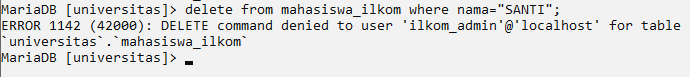 MariaDB [universitas]> delete from mahasiswa_ilkom where nama="SANTI";
ERROR 1142 (42000): DELETE command denied to user 'ilkom_admin'@'localhost' for table
`universitas`.`mahasiswa_ilkom`
MariaDB [universitas]>